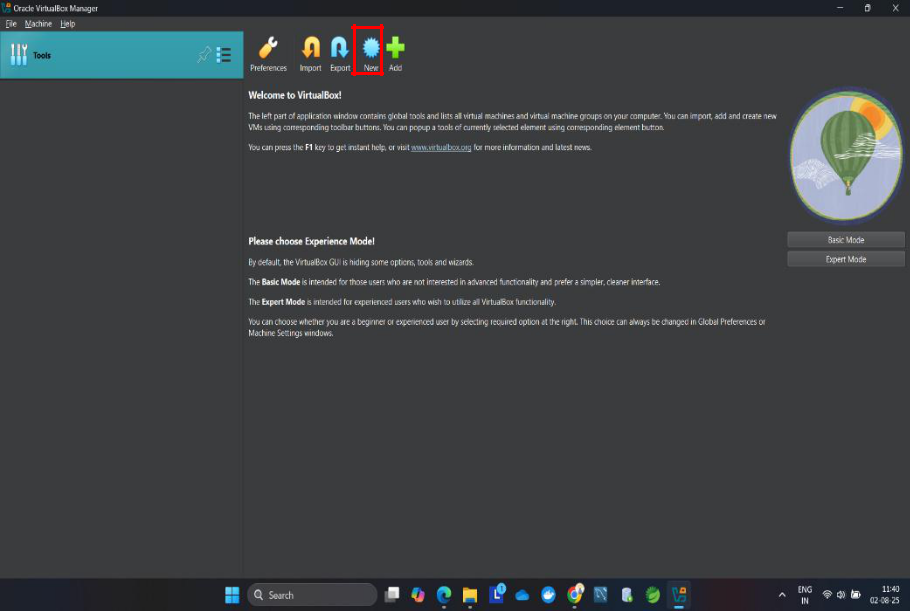 Oracle VirtualBox Manager
File Machine Help
Tools
Preferences Import Export New Add
Welcome to VirtualBox!
The left part of application window contains global tools and lists all virtual machines and virtual machine groups on your computer. You can import, add and create new
VMs using corresponding toolbar buttons. You can popup a tools of currently selected element using corresponding element button.
You can press the F1 key to get instant help, or visit www.virtualbox.org for more information and latest news.
Please choose Experience Mode!
By default, the VirtualBox GUI is hiding some options, tools and wizards.
The Basic Mode is intended for those users who are not interested in advanced functionality and prefer a simpler, cleaner interface.
The Expert Mode is intended for experienced users who wish to utilize all VirtualBox functionality.
You can choose whether you are a beginner or experienced user by selecting required option at the right. This choice can always be changed in Global Preferences or
Machine Settings windows.
Basic Mode
Expert Mode
Search
ENG
IN
11:40
02-08-25